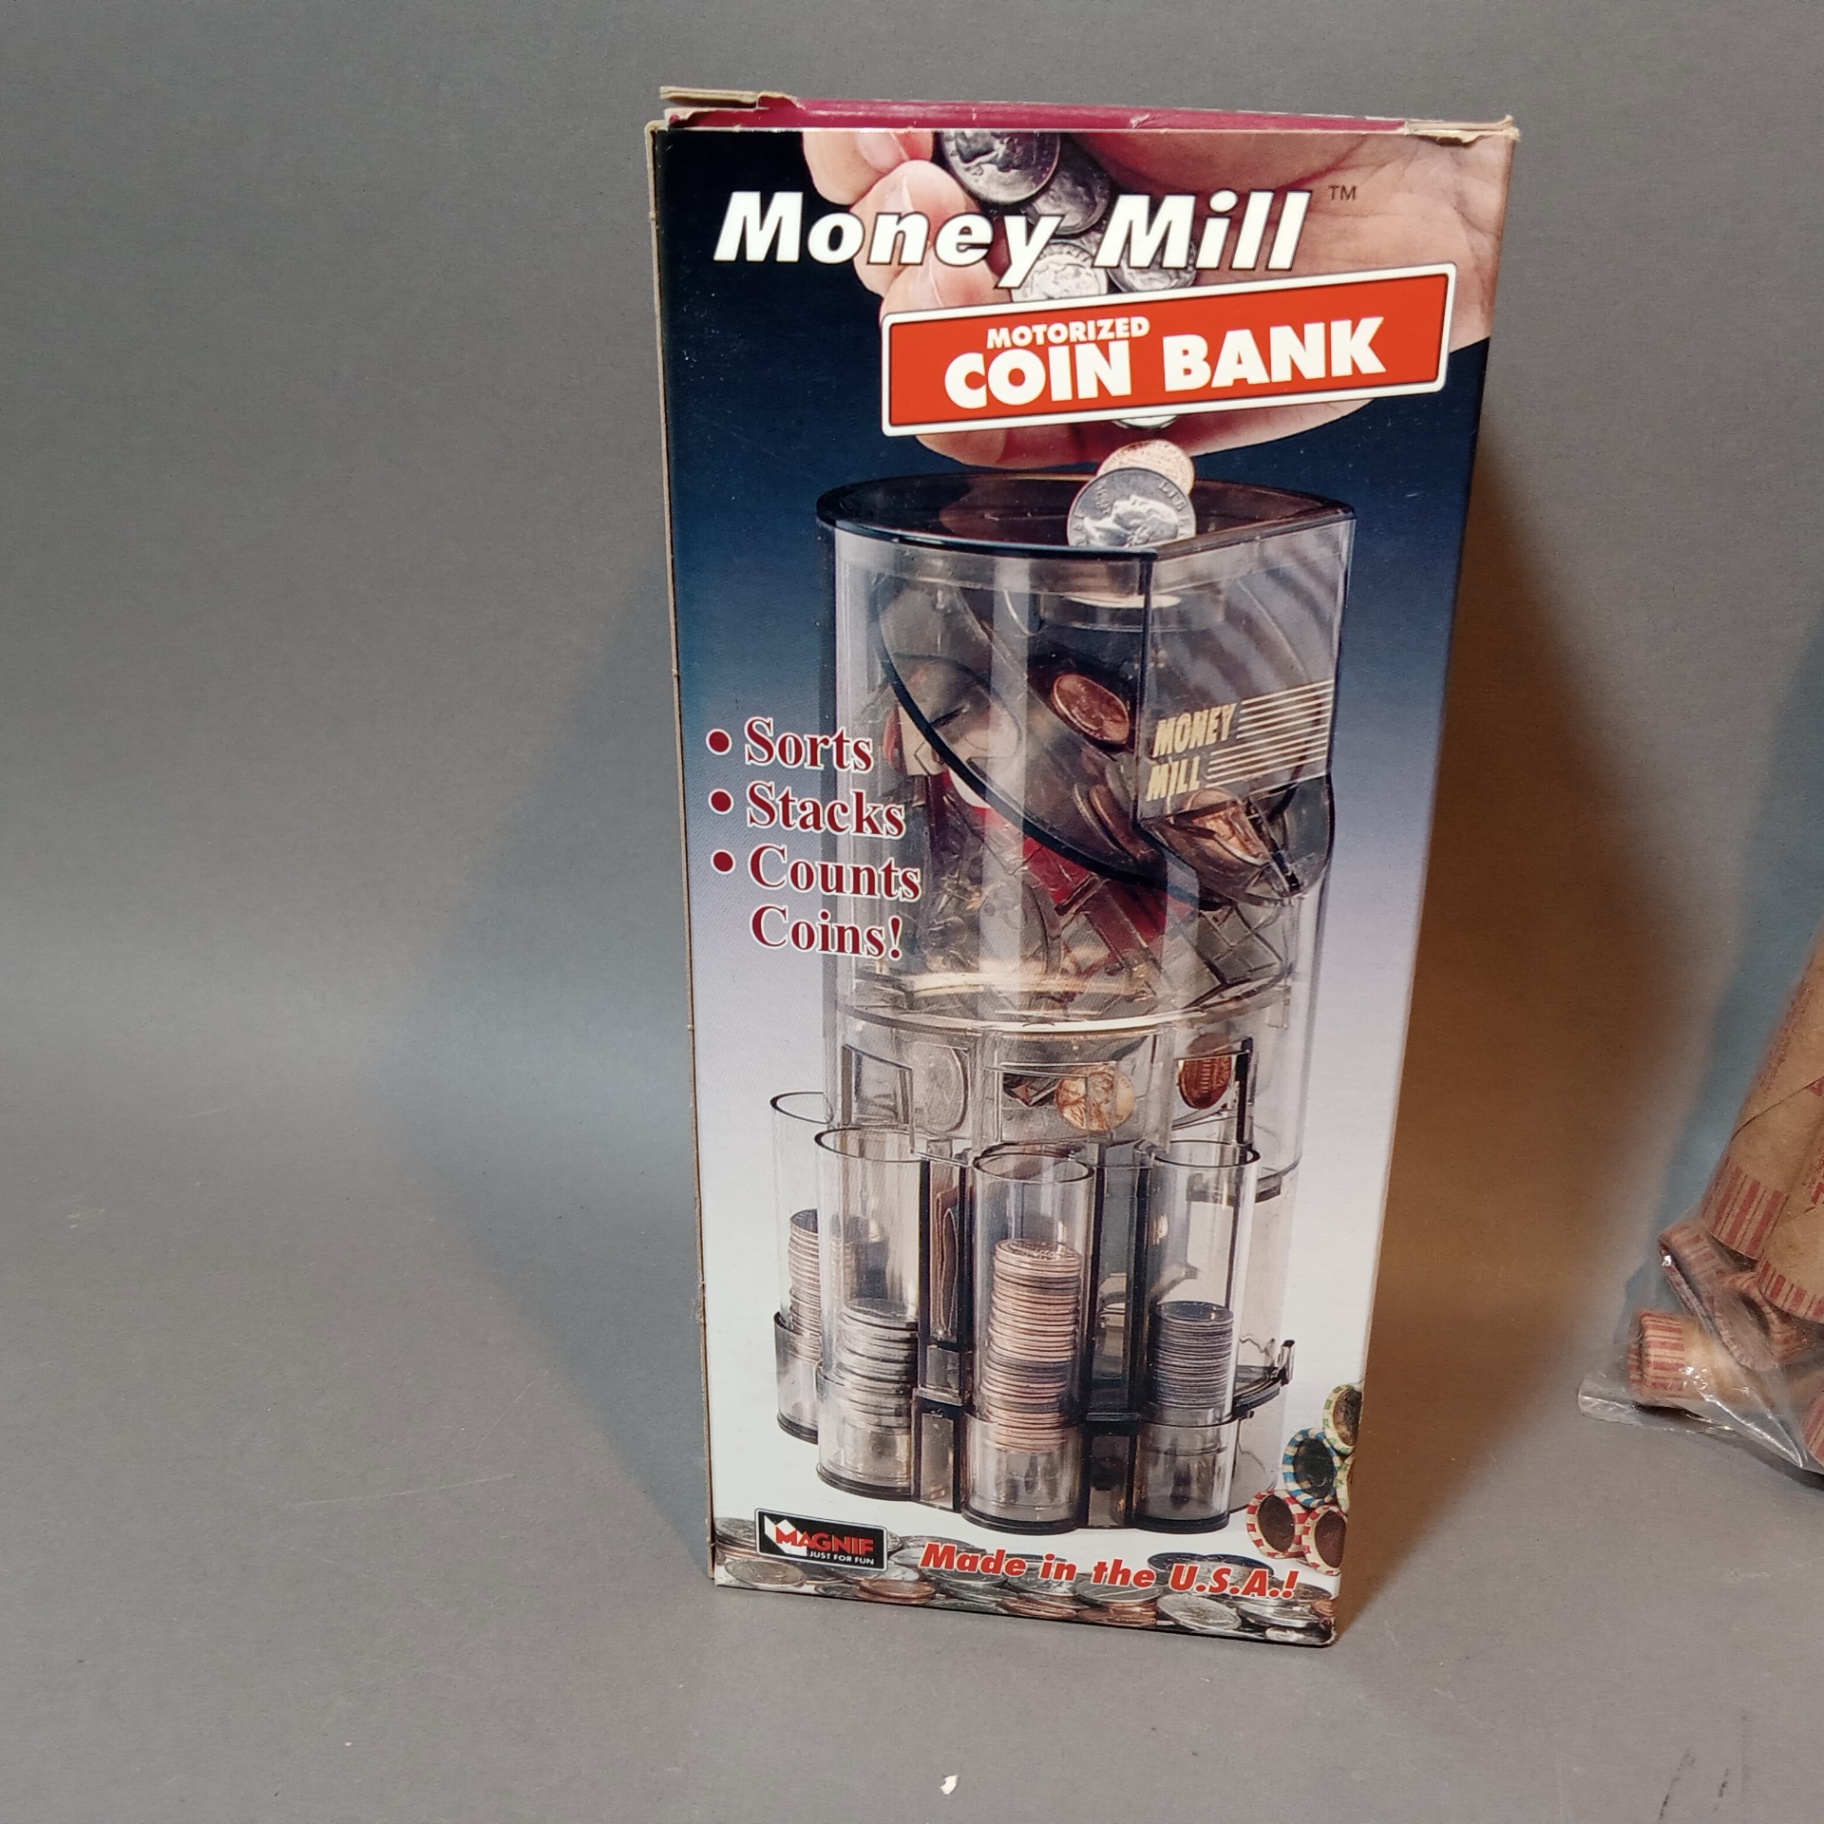 Money Mill™
MOTORIZED
COIN BANK
MONEY
MILL
• Sorts
• Stacks
• Counts
Coins!
MAGNIF
JUST FOR FUN
Made in the U.S.A.!